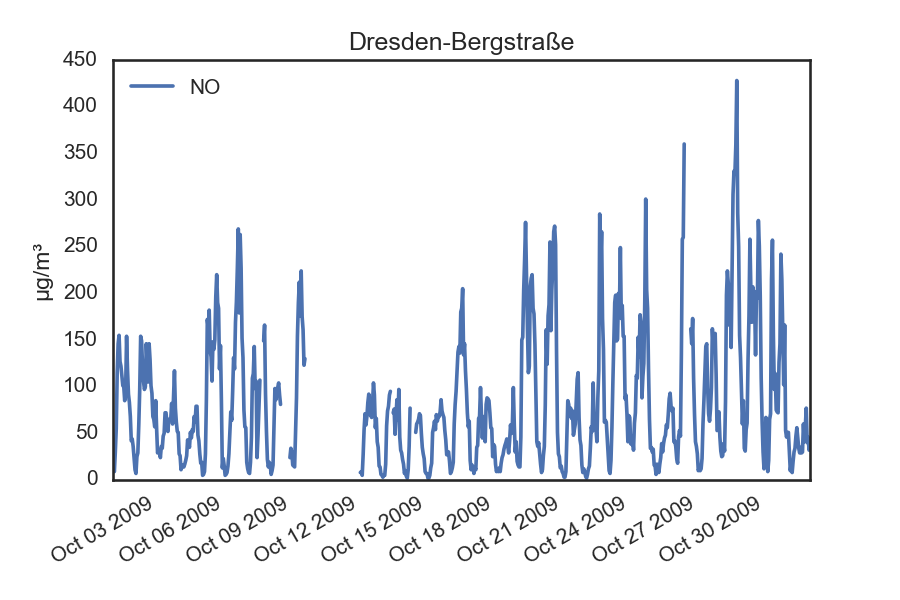 Dresden-Bergstraße
450
400
350
300
250
200
150
100
50
0
µg/m³
NO
Oct 03 2009
Oct 06 2009
Oct 09 2009
Oct 12 2009
Oct 15 2009
Oct 18 2009
Oct 21 2009
Oct 24 2009
Oct 27 2009
Oct 30 2009